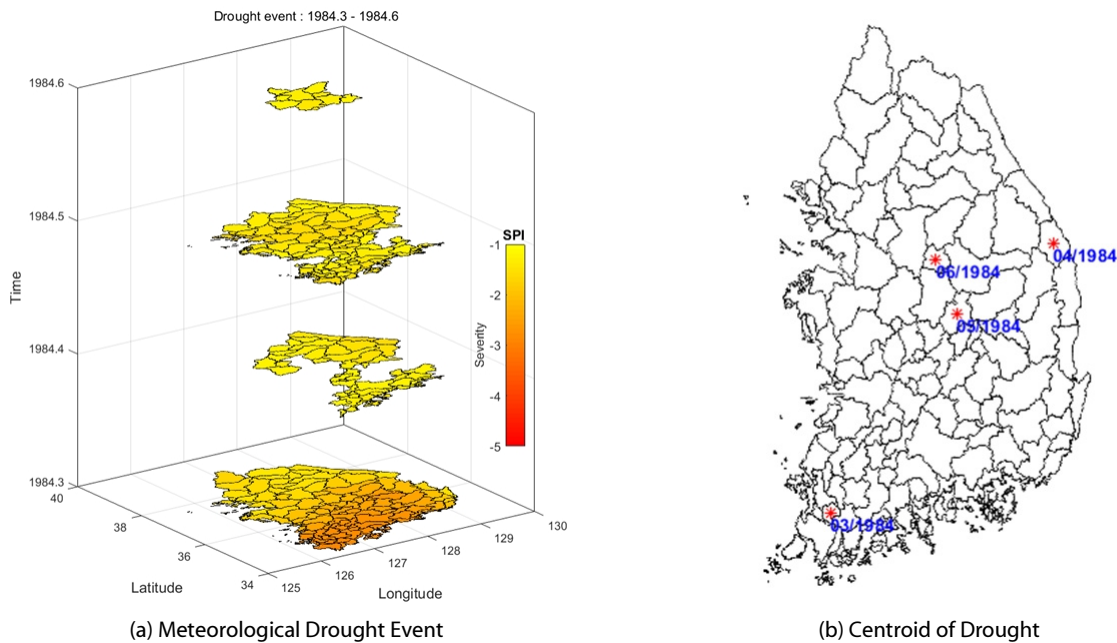 Drought event : 1984.3 - 1984.6
1984.6
1984.5
1984.4
1984.3
Time
40
38
36
34
Latitude
125
126
127
128
129
130
Longitude
SPI
-1
-2
-3
-4
-5
Severity
(a) Meteorological Drought Event
04/1984
06/1984
05/1984
03/1984
(b) Centroid of Drought